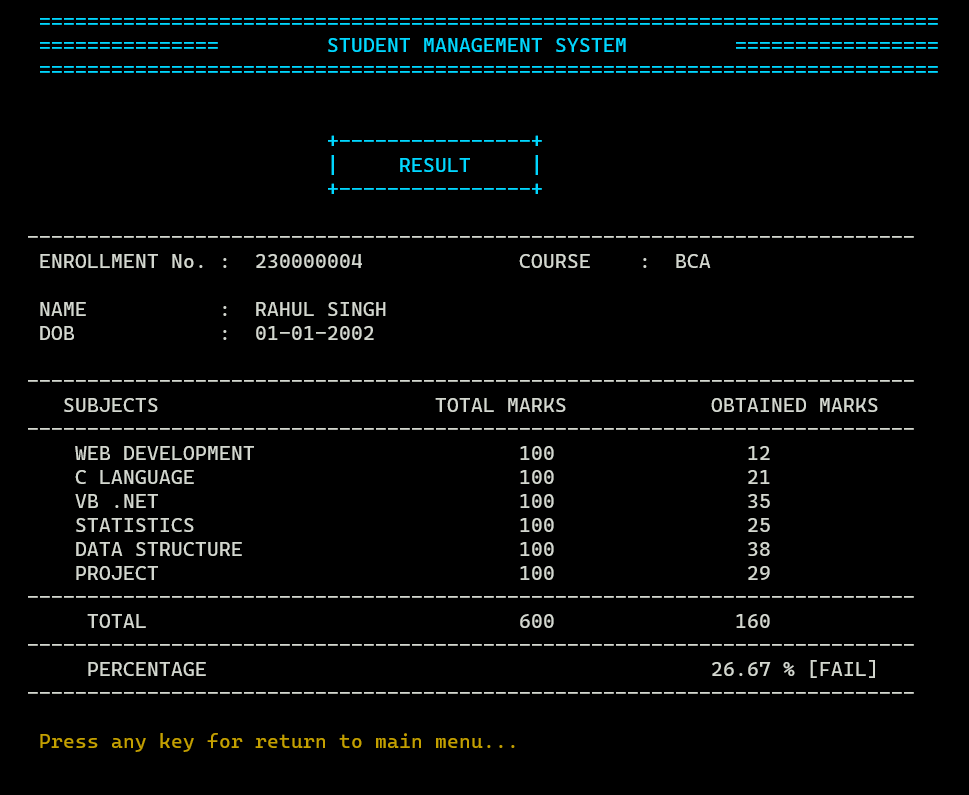 ===========================================================================
=============== STUDENT MANAGEMENT SYSTEM =================
===========================================================================
+----------------+
| RESULT |
+----------------+
--------------------------------------------------------------------------
ENROLLMENT No. : 230000004 COURSE : BCA
NAME : RAHUL SINGH
DOB : 01-01-2002
--------------------------------------------------------------------------
SUBJECTS TOTAL MARKS OBTAINED MARKS
--------------------------------------------------------------------------
WEB DEVELOPMENT 100 12
C LANGUAGE 100 21
VB .NET 100 35
STATISTICS 100 25
DATA STRUCTURE 100 38
PROJECT 100 29
--------------------------------------------------------------------------
TOTAL 600 160
--------------------------------------------------------------------------
PERCENTAGE 26.67 % [FAIL]
--------------------------------------------------------------------------
Press any key for return to main menu...